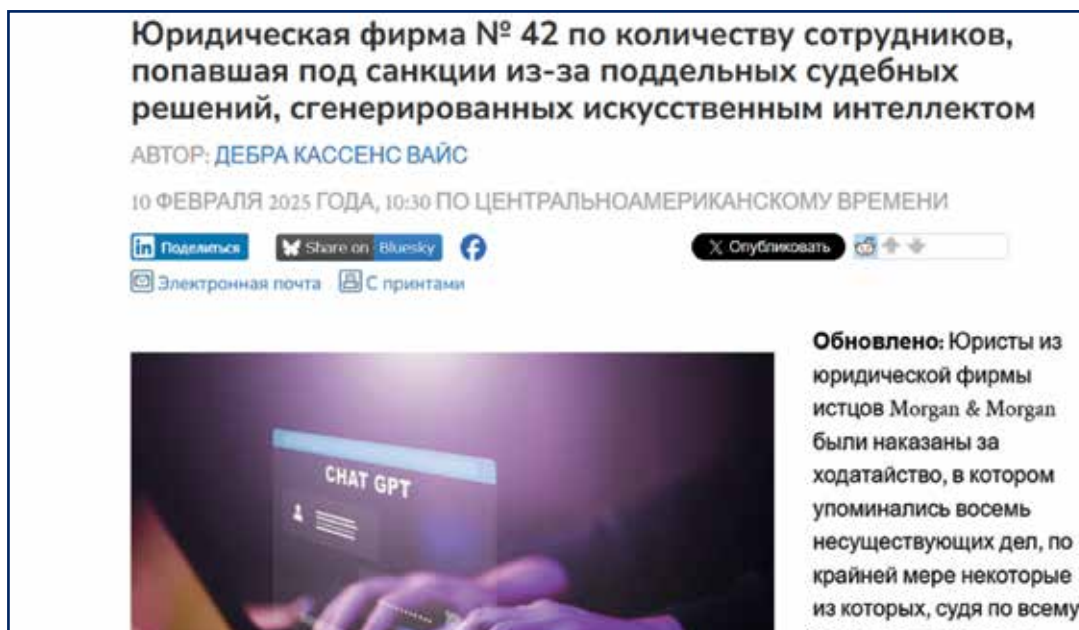 Юридическая фирма № 42 по количеству сотрудников,
попавшая под санкции из-за поддельных судебных
решений, сгенерированных искусственным интеллектом
АВТОР: ДЕБРА КАССЕНС ВАЙС
10 ФЕВРАЛЯ 2025 ГОДА, 10:30 ПО ЦЕНТРАЛЬНОАМЕРИКАНСКОМУ ВРЕМЕНИ
in Поделиться Share on Bluesky X Опубликовать
Электронная почта С принтами
CHAT GPT
Обновлено: Юристы из
юридической фирмы
истцов Morgan & Morgan
были наказаны за
ходатайство, в котором
упоминались восемь
несуществующих дел, по
крайней мере некоторые
из которых, судя по всему